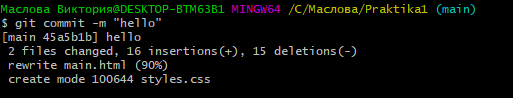 Маслова Виктория@DESKTOP-BTM63B1 MINGW64 /C/Маслова/Praktika1 (main)
$ git commit -m "hello"
[main 45a5b1b] hello
 2 files changed, 16 insertions(+), 15 deletions(-)
 rewrite main.html (90%)
 create mode 100644 styles.css